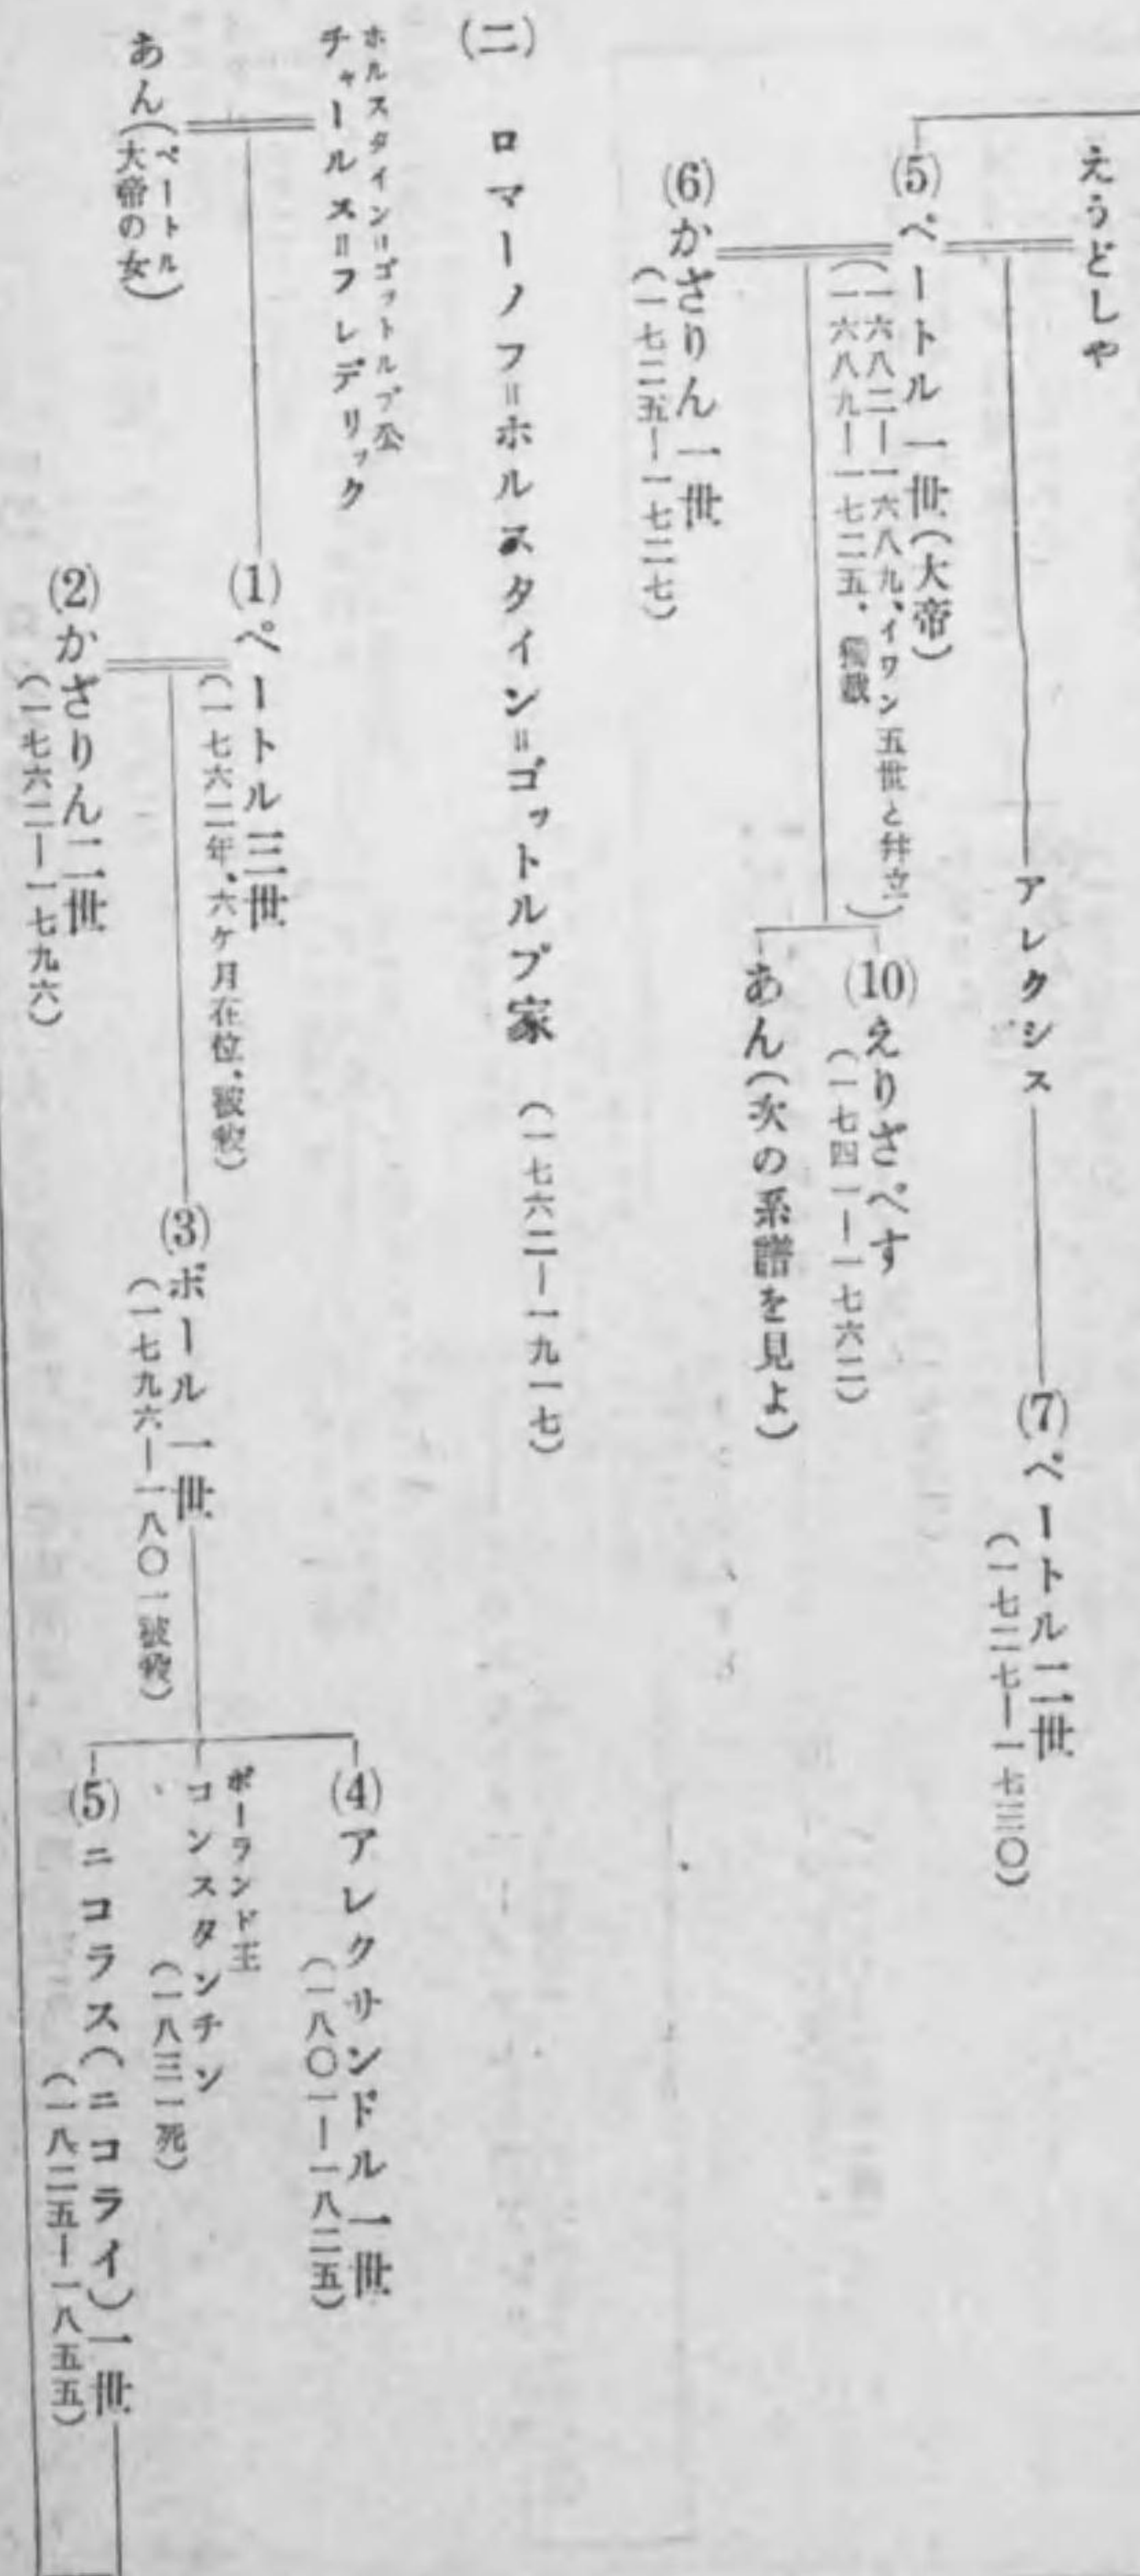 えうどしや
(5)ペートル一世(大帝)
(一六八二ー一六八九、イワン五世と幷立
一六八九ー一七二五、獨裁)
(6)かさりん一世
(一七二五ー一七二七)
アレクシス
(7)ペートル二世
(一七二七ー一七三〇)
(10)えりざべす
(一七四一ー一七六二)
あん(次の系譜を見よ)
(二) ロマーノフ=ホルスタイン=ゴットルプ家 (一七六二ー一九一七)
ホルスタイン=ゴットルプ公
チャールス=フレデリック
あん(ペートル大帝の女)
(1)ペートル三世
(一七六二年、六ケ月在位、被殺)
(2)かさりん二世
(一七六二ー一七九六)
(3)ポール一世
(一七九六ー一八〇一被殺)
(4)アレクサンドル一世
(一八〇一ー一八二五)
ポーランド王
コンスタンチン
(一八三一死)
(5)ニコラス(ニコライ)一世
(一八二五ー一八五五)